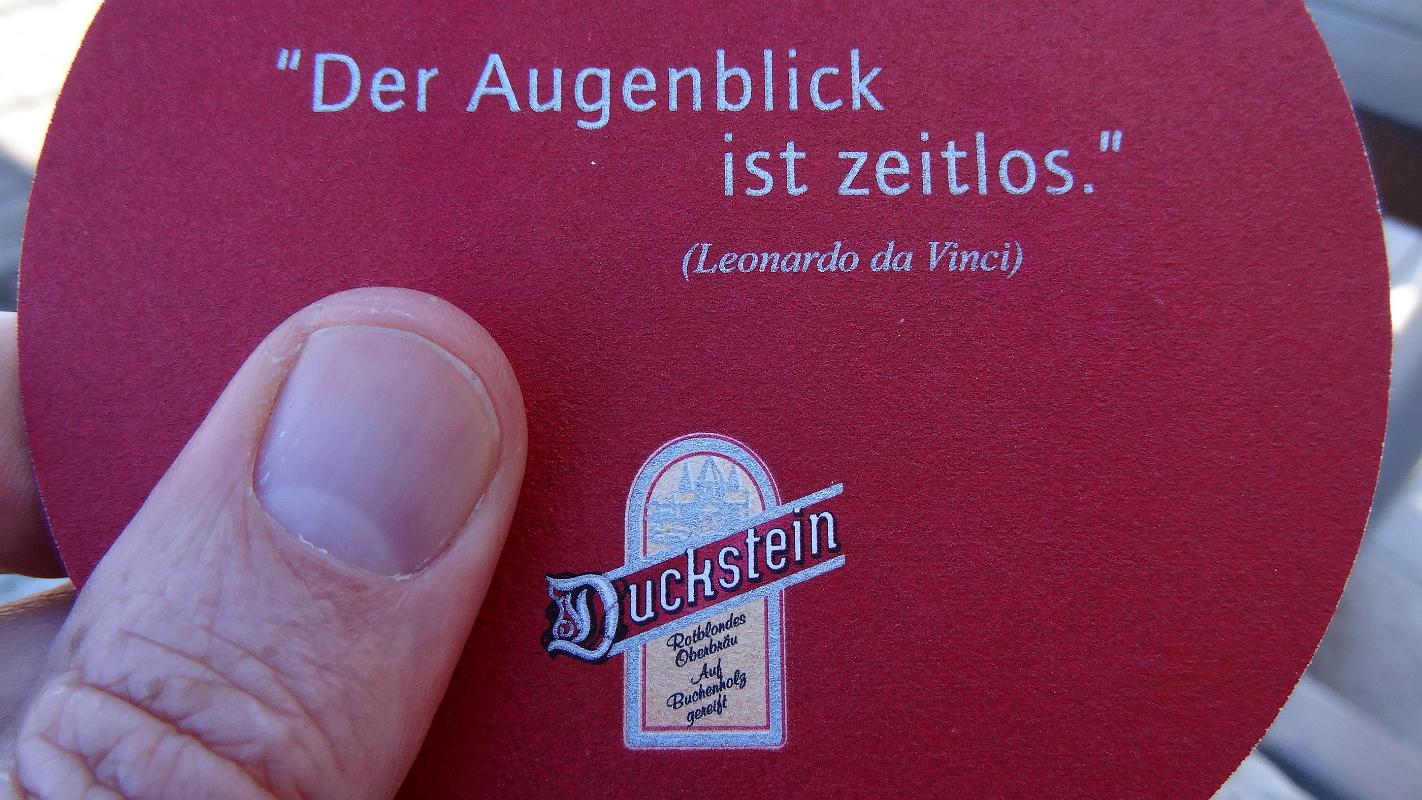 "Der Augenblick
ist zeitlos."
(Leonardo da Vinci)
Duckstein
Rotblondes
Oberbräu
Auf
Buchenholz
gereift